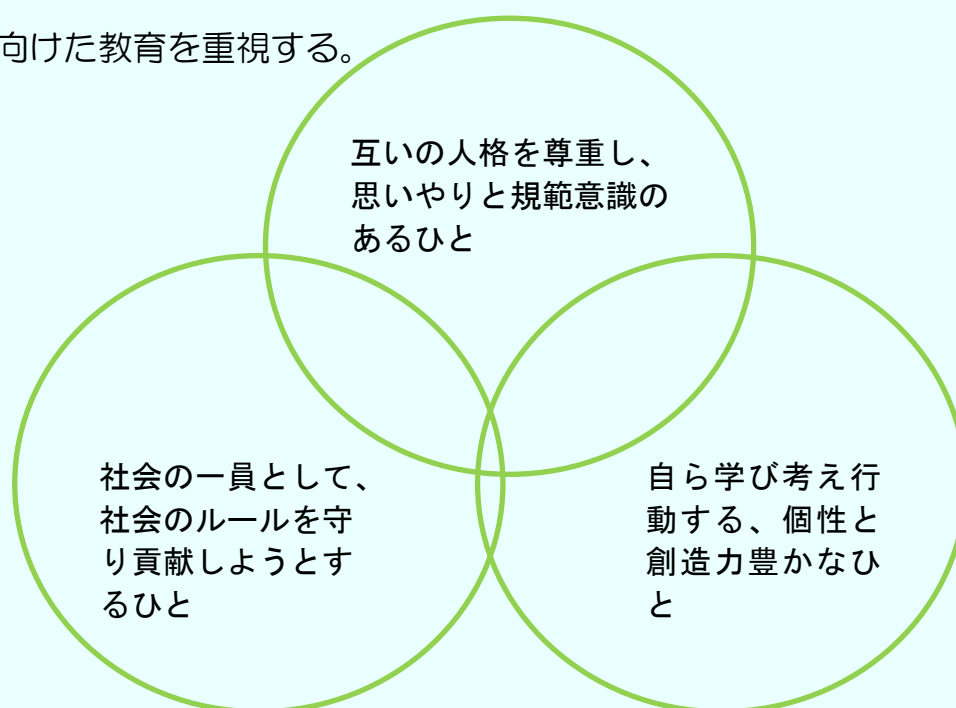 向けた教育を重視する。
互いの人格を尊重し、
思いやりと規範意識の
あるひと
社会の一員として、
社会のルールを守
り貢献しようとす
るひと
自ら学び考え行
動する、個性と
創造力豊かなひ
と